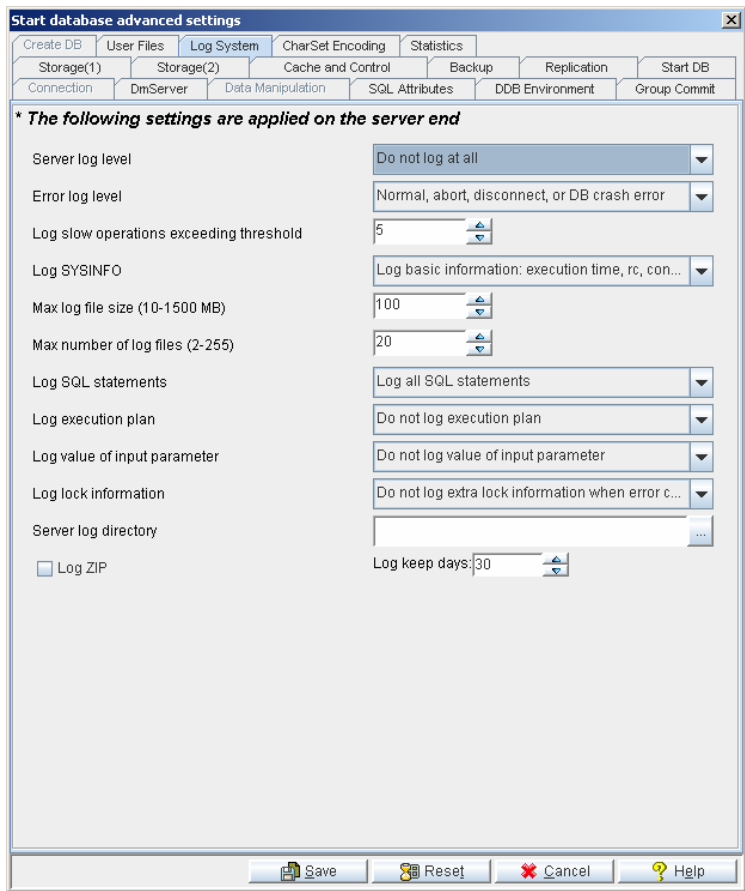 Start database advanced settings
Create DB User Files Log System CharSet Encoding Statistics
Storage(1) Storage(2) Cache and Control Backup Replication Start DB
Connection DmServer Data Manipulation SQL Attributes DDB Environment Group Commit
* The following settings are applied on the server end
Server log level Do not log at all
Error log level Normal, abort, disconnect, or DB crash error
Log slow operations exceeding threshold 5
Log SYSINFO Log basic information: execution time, rc, con...
Max log file size (10-1500 MB) 100
Max number of log files (2-255) 20
Log SQL statements Log all SQL statements
Log execution plan Do not log execution plan
Log value of input parameter Do not log value of input parameter
Log lock information Do not log extra lock information when error c...
Server log directory ...
Log ZIP Log keep days: 30
Save Reset Cancel Help